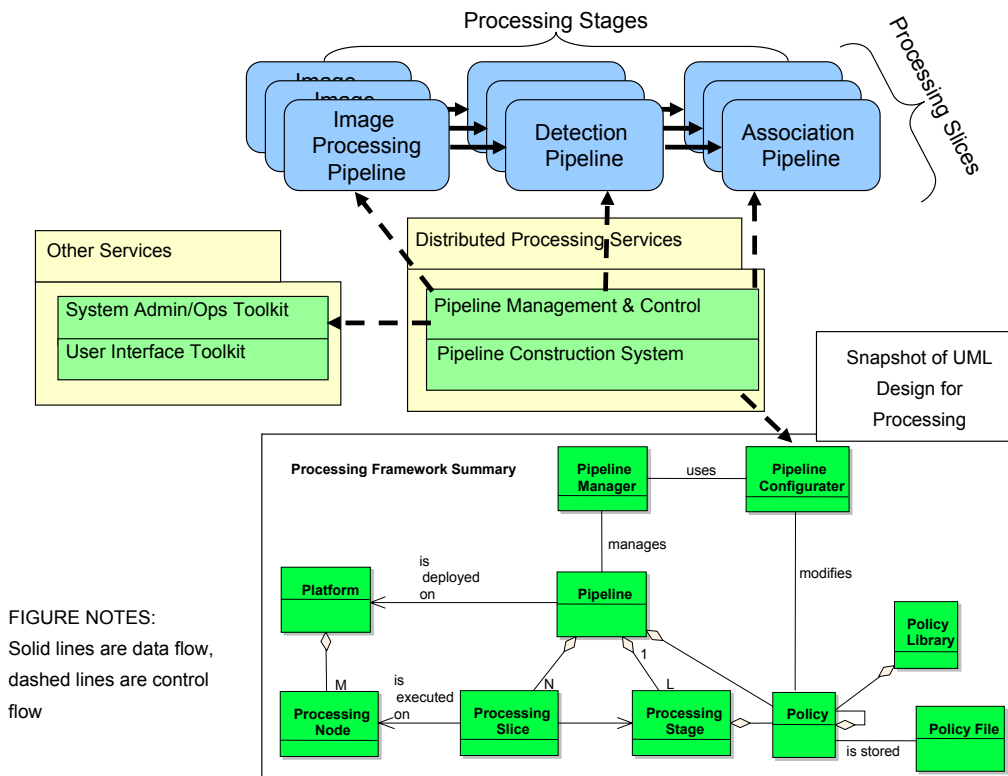 Processing Stages
Processing Slices
Image
Image
Image
Processing
Pipeline
Detection
Pipeline
Association
Pipeline
Other Services
System Admin/Ops Toolkit
User Interface Toolkit
Distributed Processing Services
Pipeline Management & Control
Pipeline Construction System
Snapshot of UML
Design for
Processing
Processing Framework Summary
Pipeline
Manager
uses
Pipeline
Configurater
manages
modifies
Platform
is
deployed
on
Pipeline
Policy
Library
1
M
N
L
is
executed
on
Processing
Node
Processing
Slice
Processing
Stage
Policy
is stored
Policy File
FIGURE NOTES:
Solid lines are data flow,
dashed lines are control
flow